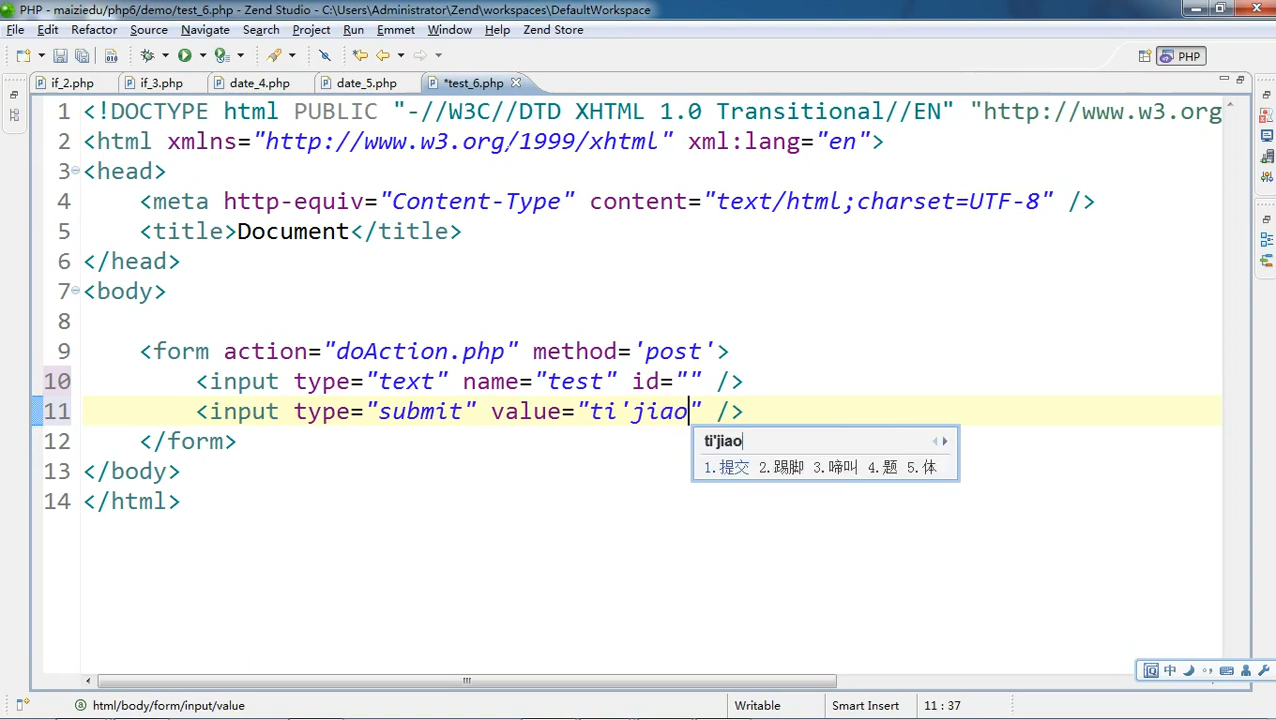 PHP - maiziedu/php6/demo/test_6.php - Zend Studio - C:\Users\Administrator\Zend\workspaces\DefaultWorkspace
File Edit Refactor Source Navigate Search Project Run Emmet Window Help Zend Store
PHP
if_2.php if_3.php date_4.php date_5.php *test_6.php
1 <!DOCTYPE html PUBLIC "-//W3C//DTD XHTML 1.0 Transitional//EN" "http://www.w3.org
2 <html xmlns="http://www.w3.org/1999/xhtml" xml:lang="en">
3 <head>
4 <meta http-equiv="Content-Type" content="text/html;charset=UTF-8" />
5 <title>Document</title>
6 </head>
7 <body>
8
9 <form action="doAction.php" method='post'>
10 <input type="text" name="test" id="" />
11 <input type="submit" value="ti'jiao" />
12 </form>
ti'jiao
1.提交 2.踢脚 3.啼叫 4.题 5.体
13 </body>
14 </html>
中
html/body/form/input/value Writable Smart Insert 11 : 37